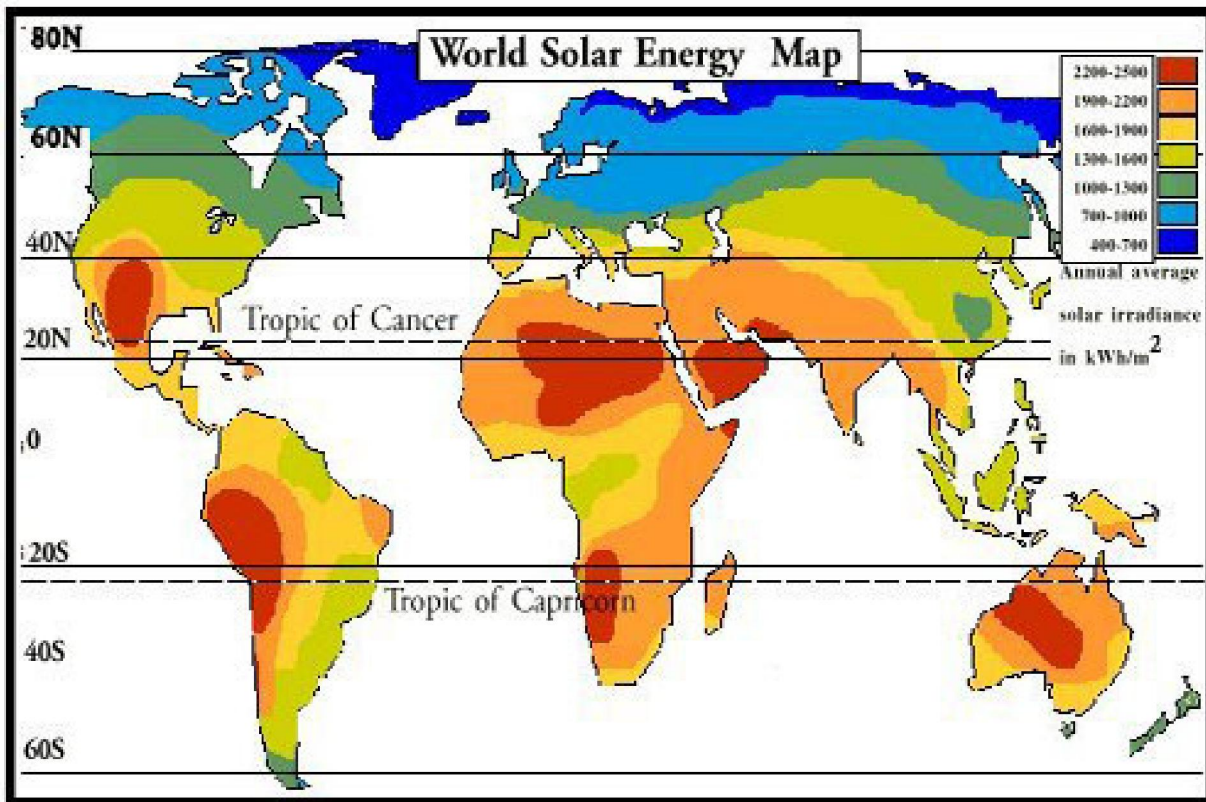 World Solar Energy Map
80N
60N
40N
20N
0
20S
40S
60S
Tropic of Cancer
Tropic of Capricorn
2200-2500
1900-2200
1600-1900
1300-1600
1000-1300
700-1000
400-700
Annual average
solar irradiance
in kWh/m²